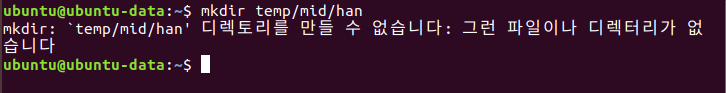 ubuntu@ubuntu-data:~$ mkdir temp/mid/han
mkdir: `temp/mid/han' 디렉토리를 만들 수 없습니다: 그런 파일이나 디렉터리가 없
습니다
ubuntu@ubuntu-data:~$